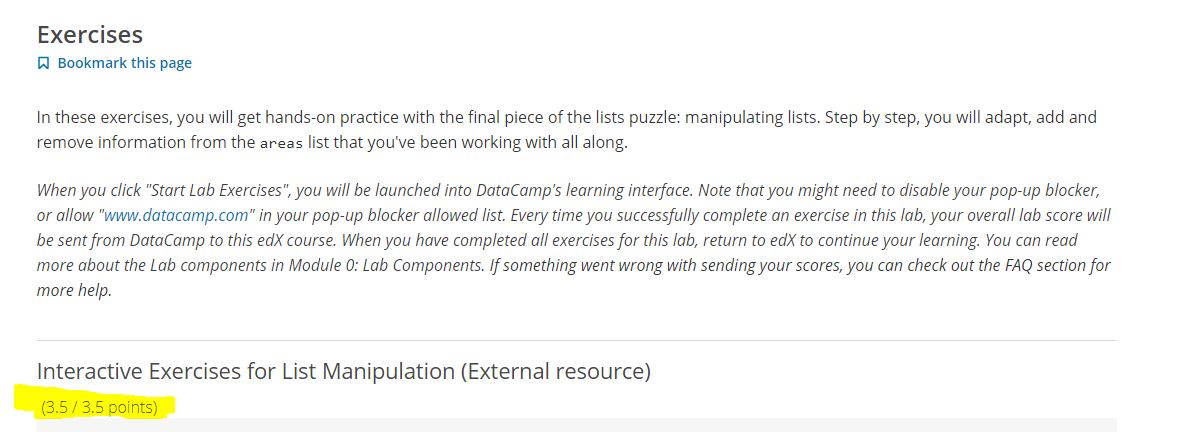 Exercises
Bookmark this page
In these exercises, you will get hands-on practice with the final piece of the lists puzzle: manipulating lists. Step by step, you will adapt, add and
remove information from the areas list that you've been working with all along.
When you click "Start Lab Exercises", you will be launched into DataCamp's learning interface. Note that you might need to disable your pop-up blocker,
or allow "www.datacamp.com" in your pop-up blocker allowed list. Every time you successfully complete an exercise in this lab, your overall lab score will
be sent from DataCamp to this edX course. When you have completed all exercises for this lab, return to edX to continue your learning. You can read
more about the Lab components in Module 0: Lab Components. If something went wrong with sending your scores, you can check out the FAQ section for
more help.
Interactive Exercises for List Manipulation (External resource)
(3.5 / 3.5 points)